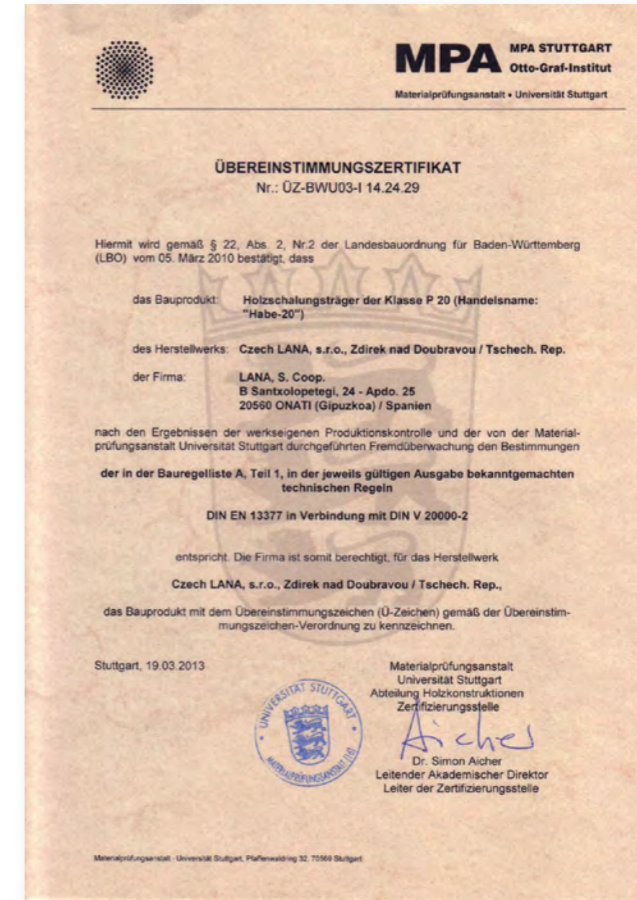 MPA
MPA STUTTGART
Otto-Graf-Institut
Materialprüfungsanstalt • Universität Stuttgart
ÜBEREINSTIMMUNGSZERTIFIKAT
Nr.: ÜZ-BWU03-I 14.24.29
Hiermit wird gemäß § 22, Abs. 2, Nr.2 der Landesbauordnung für Baden-Württemberg
(LBO) vom 05. März 2010 bestätigt, dass
das Bauprodukt: Holzschalungsträger der Klasse P 20 (Handelsname:
"Habe-20")
des Herstellwerks: Czech LANA, s.r.o., Zdirek nad Doubravou / Tschech. Rep.
der Firma: LANA, S. Coop.
B Santxolopetegi, 24 - Apdo. 25
20560 ONATI (Gipuzkoa) / Spanien
nach den Ergebnissen der werkseigenen Produktionskontrolle und der von der Material-
prüfungsanstalt Universität Stuttgart durchgeführten Fremdüberwachung den Bestimmungen
der in der Bauregelliste A, Teil 1, in der jeweils gültigen Ausgabe bekanntgemachten
technischen Regeln
DIN EN 13377 in Verbindung mit DIN V 20000-2
entspricht. Die Firma ist somit berechtigt, für das Herstellwerk
Czech LANA, s.r.o., Zdirek nad Doubravou / Tschech. Rep.,
das Bauprodukt mit dem Übereinstimmungszeichen (Ü-Zeichen) gemäß der Übereinstim-
mungszeichen-Verordnung zu kennzeichnen.
Stuttgart, 19.03.2013
Materialprüfungsanstalt
Universität Stuttgart
Abteilung Holzkonstruktionen
Zertifizierungsstelle
UNIVERSITÄT STUTTGART
MATERIALPRÜFUNGSANSTALT
Aicher
Dr. Simon Aicher
Leitender Akademischer Direktor
Leiter der Zertifizierungsstelle
Materialprüfungsanstalt · Universität Stuttgart, Pfaffenwaldring 32, 70569 Stuttgart